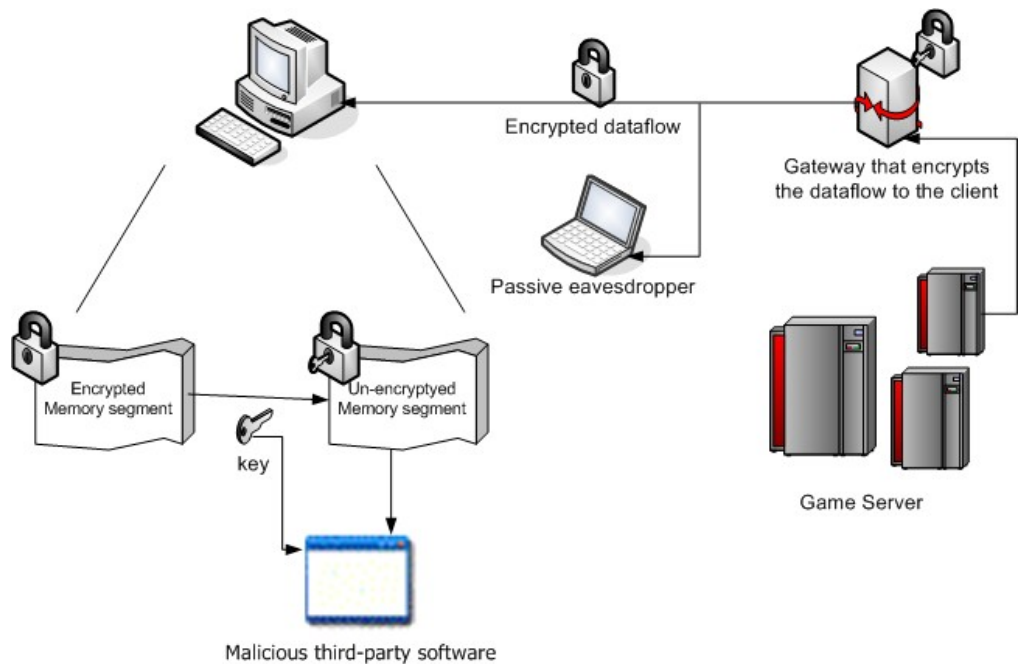 Encrypted dataflow
Gateway that encrypts
the dataflow to the client
Passive eavesdropper
Encrypted
Memory segment
Un-encryptyed
Memory segment
key
Game Server
Malicious third-party software